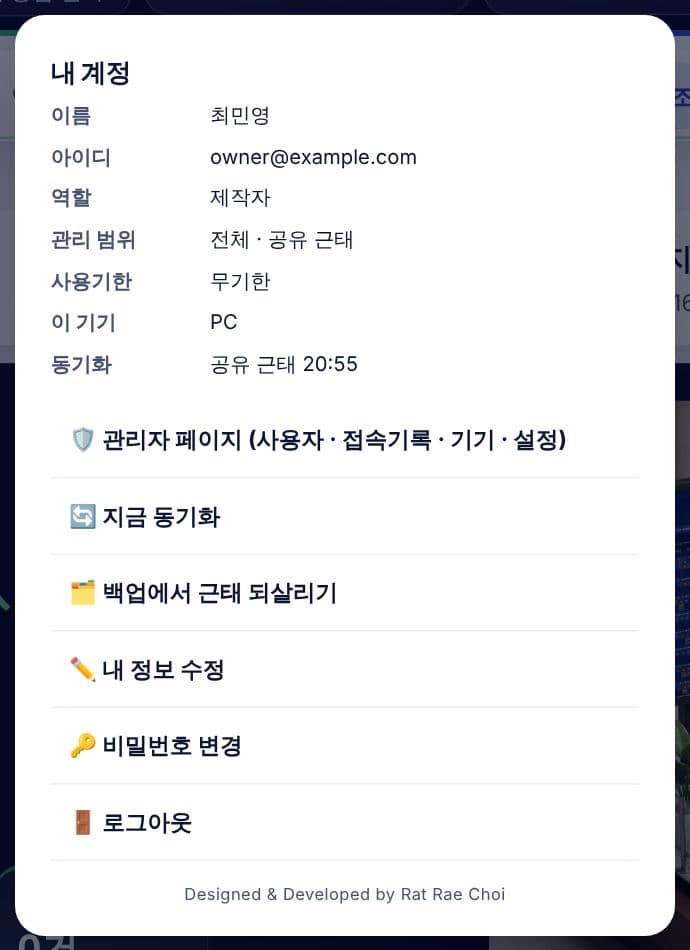 내 계정
이름 최민영
아이디 owner@example.com
역할 제작자
관리 범위 전체 · 공유 근태
사용기한 무기한
이 기기 PC
동기화 공유 근태 20:55
🛡️ 관리자 페이지 (사용자 · 접속기록 · 기기 · 설정)
🔄 지금 동기화
🗂️ 백업에서 근태 되살리기
✏️ 내 정보 수정
🔑 비밀번호 변경
🚪 로그아웃
Designed & Developed by Rat Rae Choi